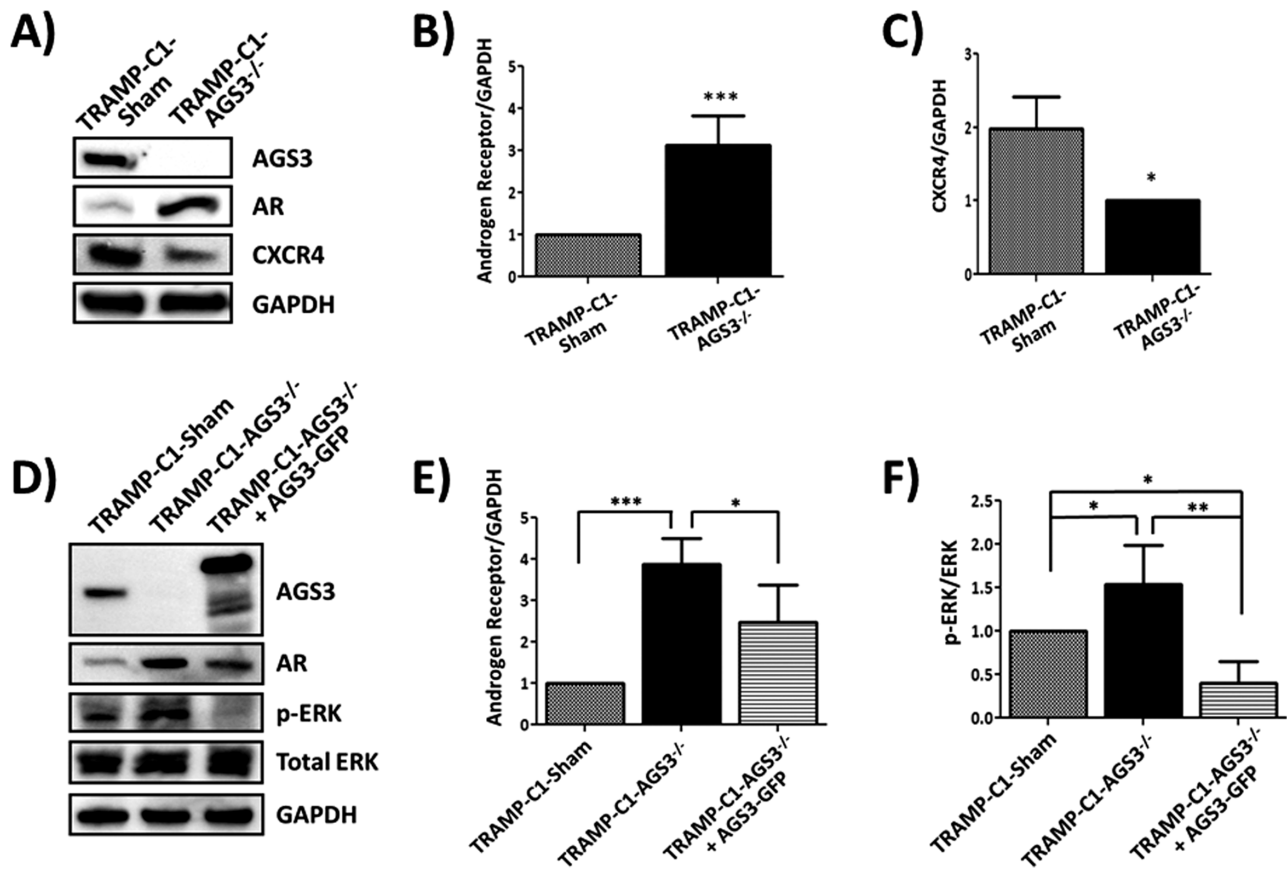 A)
TRAMP-C1-
Sham
TRAMP-C1-
AGS3-/-
AGS3
AR
CXCR4
GAPDH
B)
Androgen Receptor/GAPDH
5
4
3
2
1
0
***
TRAMP-C1-
Sham
TRAMP-C1-
AGS3-/-
C)
CXCR4/GAPDH
3
2
1
0
*
TRAMP-C1-
Sham
TRAMP-C1-
AGS3-/-
D)
TRAMP-C1-Sham
TRAMP-C1-AGS3-/-
TRAMP-C1-AGS3-/-
+ AGS3-GFP
AGS3
AR
p-ERK
Total ERK
GAPDH
E)
Androgen Receptor/GAPDH
5
4
3
2
1
0
***
*
TRAMP-C1-Sham
TRAMP-C1-AGS3-/-
TRAMP-C1-AGS3-/-
+ AGS3-GFP
F)
p-ERK/ERK
2.5
2.0
1.5
1.0
0.5
0.0
*
*
**
TRAMP-C1-Sham
TRAMP-C1-AGS3-/-
TRAMP-C1-AGS3-/-
+ AGS3-GFP